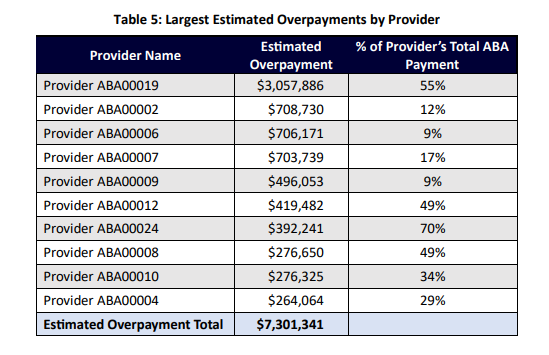 Table 5: Largest Estimated Overpayments by Provider
Provider Name Estimated Overpayment % of Provider's Total ABA Payment
Provider ABA00019 $3,057,886 55%
Provider ABA00002 $708,730 12%
Provider ABA00006 $706,171 9%
Provider ABA00007 $703,739 17%
Provider ABA00009 $496,053 9%
Provider ABA00012 $419,482 49%
Provider ABA00024 $392,241 70%
Provider ABA00008 $276,650 49%
Provider ABA00010 $276,325 34%
Provider ABA00004 $264,064 29%
Estimated Overpayment Total $7,301,341